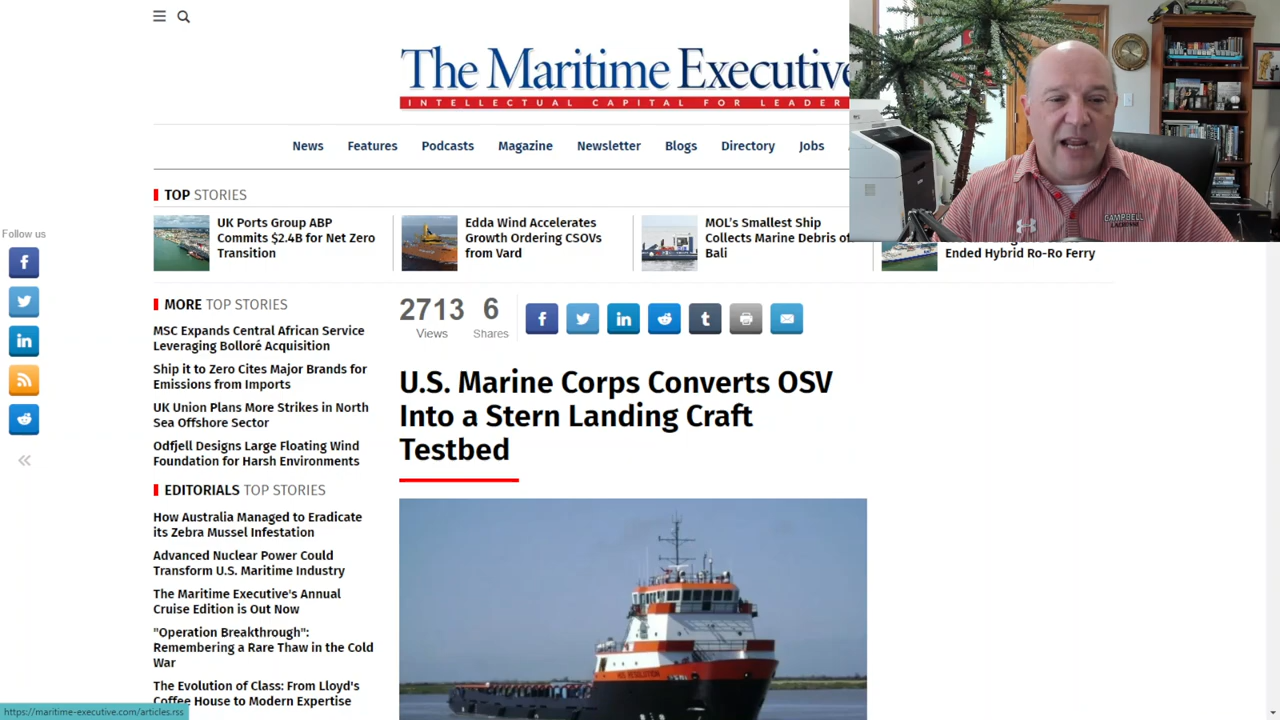 The Maritime Executive
INTELLECTUAL CAPITAL FOR LEADER
News
Features
Podcasts
Magazine
Newsletter
Blogs
Directory
Jobs
TOP STORIES
UK Ports Group ABP
Commits $2.4B for Net Zero
Transition
Edda Wind Accelerates
Growth Ordering CSOVs
from Vard
MOL's Smallest Ship
Collects Marine Debris of
Bali
Ended Hybrid Ro-Ro Ferry
Follow us
MORE TOP STORIES
MSC Expands Central African Service
Leveraging Bolloré Acquisition
Ship it to Zero Cites Major Brands for
Emissions from Imports
UK Union Plans More Strikes in North
Sea Offshore Sector
Odfjell Designs Large Floating Wind
Foundation for Harsh Environments
EDITORIALS TOP STORIES
How Australia Managed to Eradicate
its Zebra Mussel Infestation
Advanced Nuclear Power Could
Transform U.S. Maritime Industry
The Maritime Executive's Annual
Cruise Edition is Out Now
"Operation Breakthrough":
Remembering a Rare Thaw in the Cold
War
The Evolution of Class: From Lloyd's
Coffee House to Modern Expertise
2713
Views
6
Shares
U.S. Marine Corps Converts OSV
Into a Stern Landing Craft
Testbed
HOS RESOLUTION
CAMPBELL
https://maritime-executive.com/articles.rss